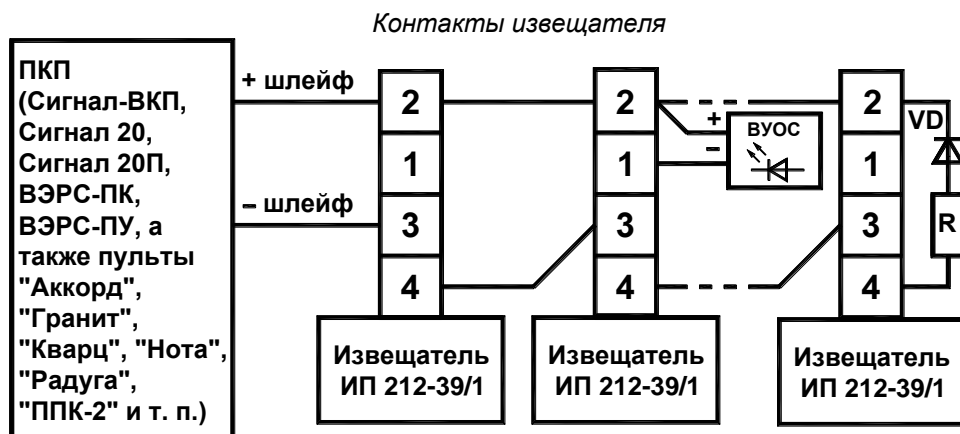 Контакты извещателя
ПКП
(Сигнал-ВКП,
Сигнал 20,
Сигнал 20П,
ВЭРС-ПК,
ВЭРС-ПУ, а
также пульты
"Аккорд",
"Гранит",
"Кварц", "Нота",
"Радуга",
"ППК-2" и т. п.)
+ шлейф
– шлейф
2
1
3
4
Извещатель
ИП 212-39/1
2
1
3
4
Извещатель
ИП 212-39/1
+
–
ВУОС
2
1
3
4
Извещатель
ИП 212-39/1
VD
R